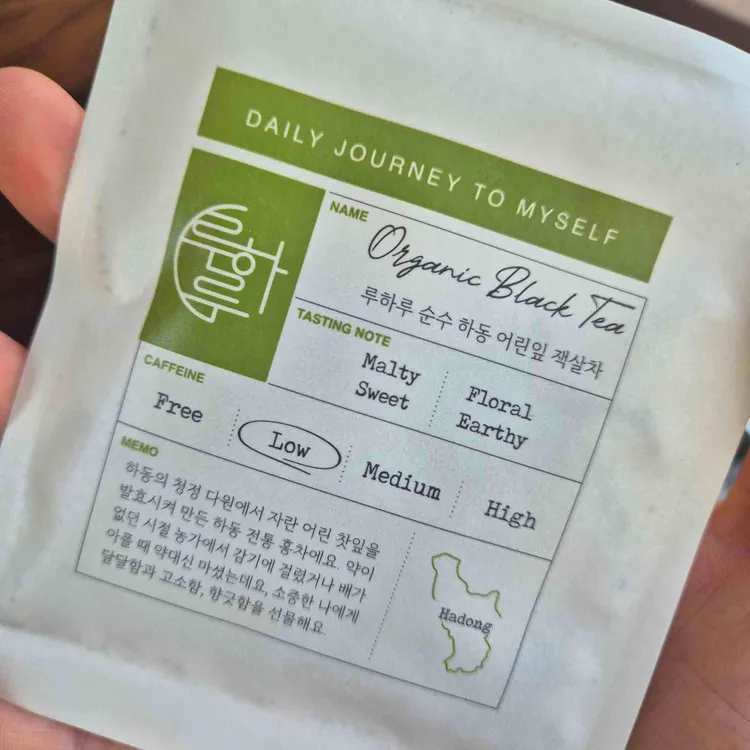 DAILY JOURNEY TO MYSELF
루하루
NAME
Organic Black Tea
루하루 순수 하동 어린잎 잭살차
TASTING NOTE
Malty
Sweet
Floral
Earthy
CAFFEINE
Free
Low
Medium
High
MEMO
하동의 청정 다원에서 자란 어린 찻잎을
발효시켜 만든 하동 전통 홍차에요. 약이
없던 시절 농가에서 감기에 걸렸거나 배가
아플 때 약대신 마셨는데요, 소중한 나에게
달달함과 고소함, 향긋함을 선물해요.
Hadong